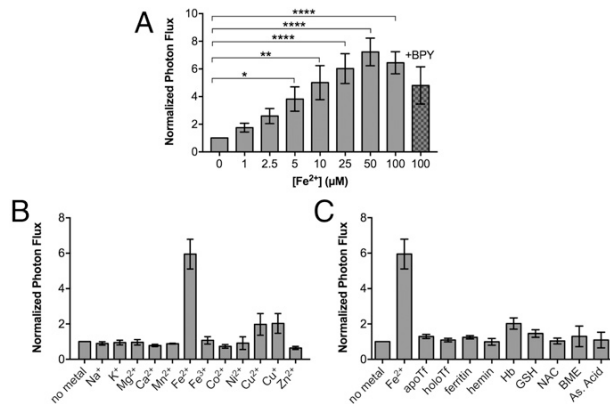 A
Normalized Photon Flux
10
8
6
4
2
0
****
****
****
**
*
+BPY
0 1 2.5 5 10 25 50 100 100
[Fe²⁺] (µM)
B
Normalized Photon Flux
8
6
4
2
0
no metal Na⁺ K⁺ Mg²⁺ Ca²⁺ Mn²⁺ Fe²⁺ Fe³⁺ Co²⁺ Ni²⁺ Cu²⁺ Cu⁺ Zn²⁺
C
Normalized Photon Flux
8
6
4
2
0
no metal Fe²⁺ apoTf holoTf ferritin hemin Hb GSH NAC BME As. Acid